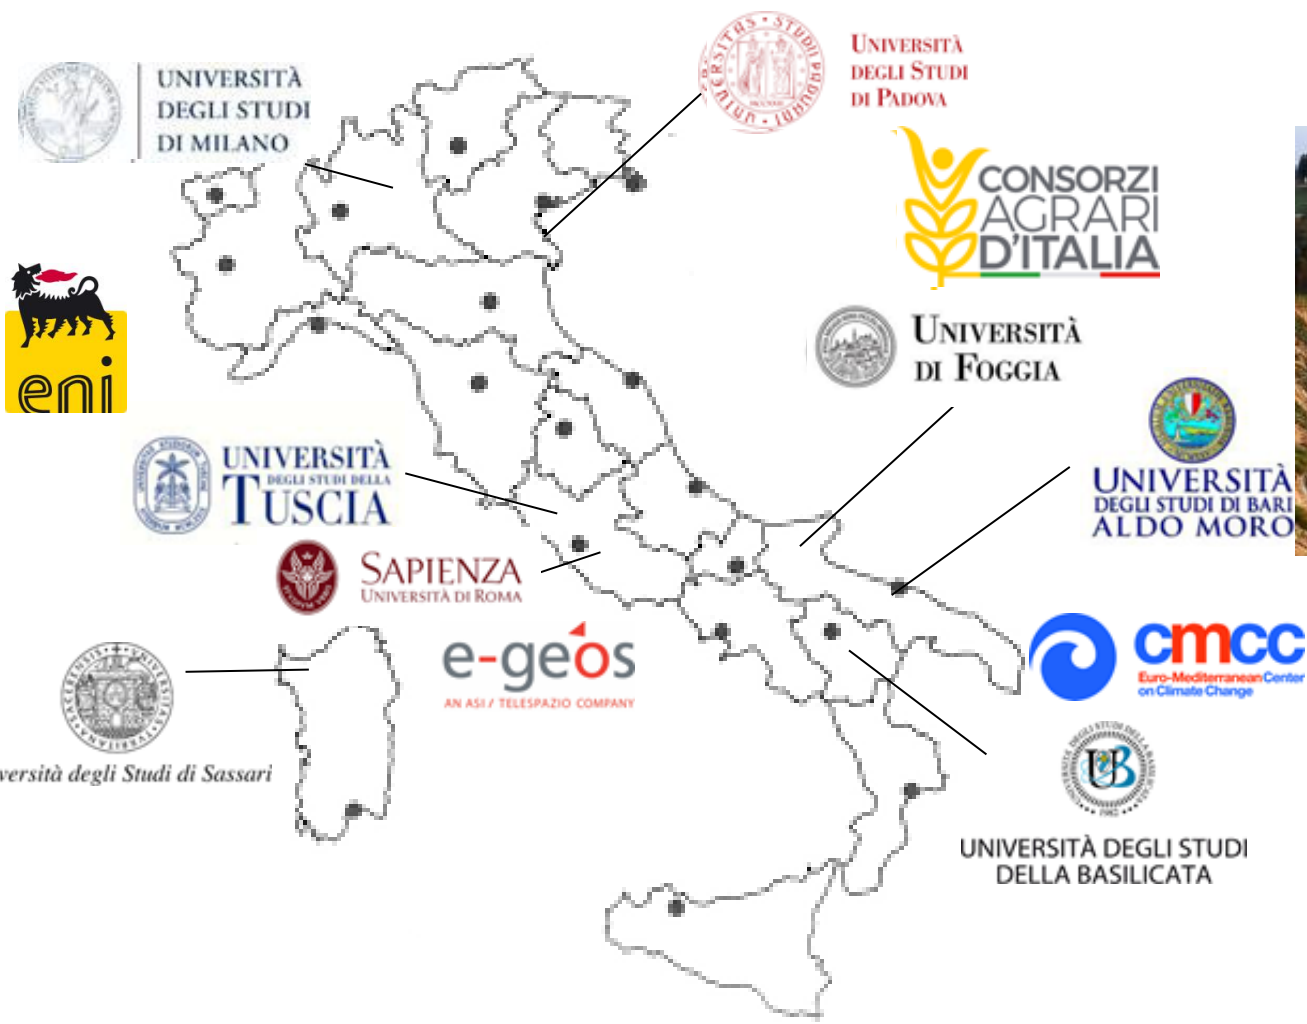 UNIVERSITÀ
DEGLI STUDI
DI MILANO
UNIVERSITÀ
DEGLI STUDI
DI PADOVA
CONSORZI
AGRARI
D'ITALIA
eni
UNIVERSITÀ
DI FOGGIA
UNIVERSITÀ
DEGLI STUDI DELLA
TUSCIA
UNIVERSITÀ
DEGLI STUDI DI BARI
ALDO MORO
SAPIENZA
UNIVERSITÀ DI ROMA
e-geos
AN ASI / TELESPAZIO COMPANY
cmcc
Euro-Mediterranean Center
on Climate Change
versità degli Studi di Sassari
UB
1982
UNIVERSITÀ DEGLI STUDI
DELLA BASILICATA